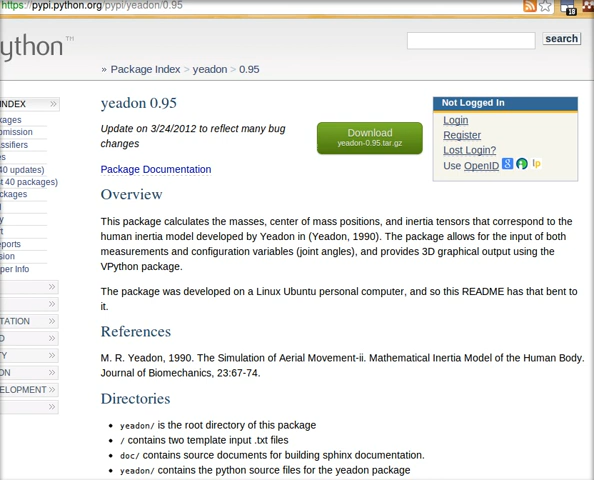 https://pypi.python.org/pypi/yeadon/0.95
18
ython™
search
» Package Index > yeadon > 0.95
INDEX
kages
omission
assifiers
es
40 updates)
st 40 packages)
ckages
l
y
rt
eports
sion
per Info
TATION
D
TY
ON
ELOPMENT
yeadon 0.95
Update on 3/24/2012 to reflect many bug
changes
Download
yeadon-0.95.tar.gz
Not Logged In
Login
Register
Lost Login?
Use OpenID
Package Documentation
Overview
This package calculates the masses, center of mass positions, and inertia tensors that correspond to the
human inertia model developed by Yeadon in (Yeadon, 1990). The package allows for the input of both
measurements and configuration variables (joint angles), and provides 3D graphical output using the
VPython package.
The package was developed on a Linux Ubuntu personal computer, and so this README has that bent to
it.
References
M. R. Yeadon, 1990. The Simulation of Aerial Movement-ii. Mathematical Inertia Model of the Human Body.
Journal of Biomechanics, 23:67-74.
Directories
yeadon/ is the root directory of this package
/ contains two template input .txt files
doc/ contains source documents for building sphinx documentation.
yeadon/ contains the python source files for the yeadon package